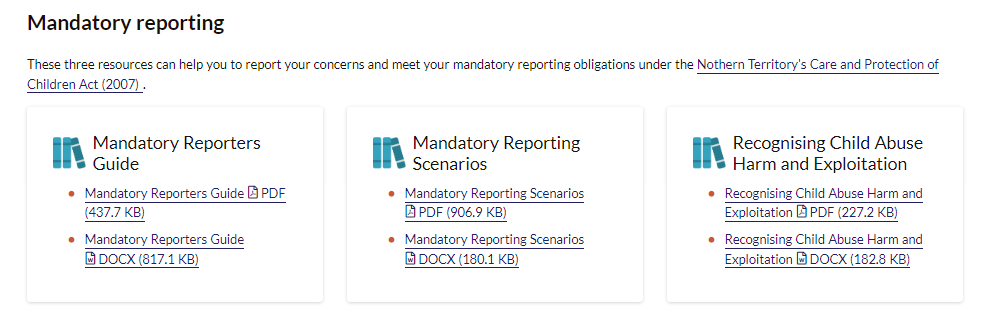 Mandatory reporting
These three resources can help you to report your concerns and meet your mandatory reporting obligations under the Nothern Territory's Care and Protection of
Children Act (2007) .
Mandatory Reporters
Guide
Mandatory Reporters Guide PDF
(437.7 KB)
Mandatory Reporters Guide
DOCX (817.1 KB)
Mandatory Reporting
Scenarios
Mandatory Reporting Scenarios
PDF (906.9 KB)
Mandatory Reporting Scenarios
DOCX (180.1 KB)
Recognising Child Abuse
Harm and Exploitation
Recognising Child Abuse Harm and
Exploitation PDF (227.2 KB)
Recognising Child Abuse Harm and
Exploitation DOCX (182.8 KB)